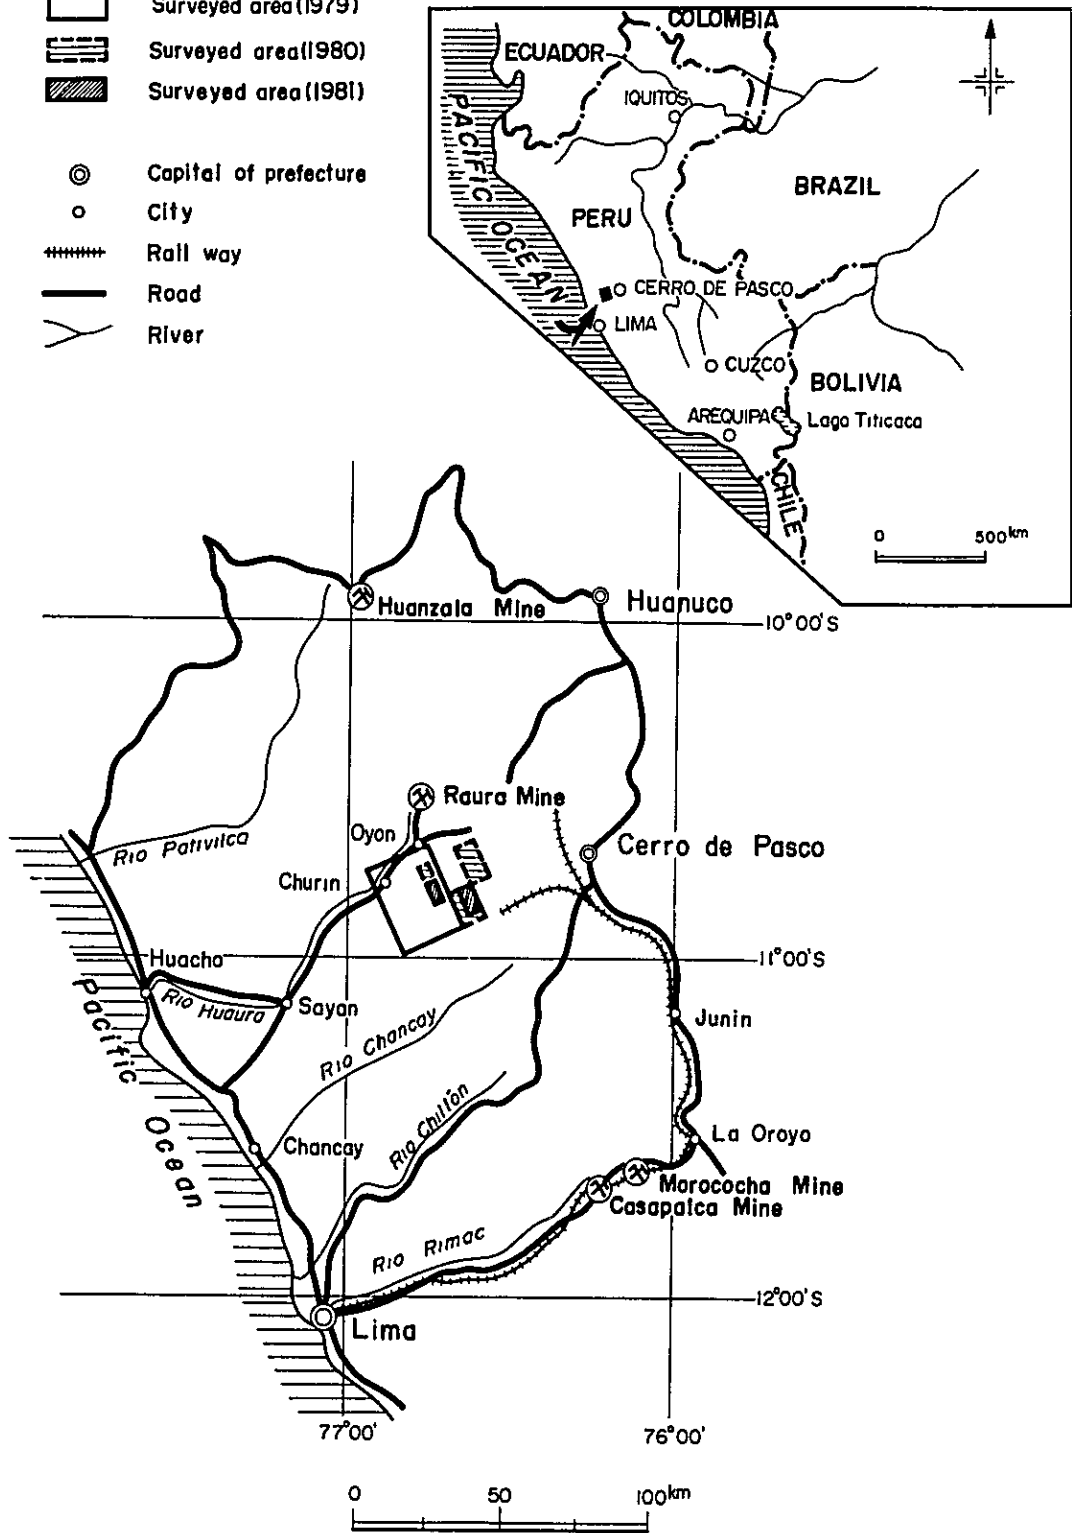 Surveyed area (1979)
Surveyed area (1980)
Surveyed area (1981)
Capital of prefecture
City
Rail way
Road
River
COLOMBIA
ECUADOR
IQUITOS
PACIFIC OCEAN
BRAZIL
PERU
CERRO DE PASCO
LIMA
CUZCO
BOLIVIA
AREQUIPA
Lago Titicaca
CHILE
0 500km
Huanzala Mine
Huanuco
10°00'S
Raura Mine
Oyon
Rio Pativilca
Cerro de Pasco
Churin
Huacho
11°00'S
Rio Huaura
Sayan
Junin
Rio Chancay
Pacific Ocean
Rio Chillón
Chancay
La Oroya
Morococha Mine
Casapalca Mine
Rio Rimac
12°00'S
Lima
77°00'
76°00'
0 50 100km